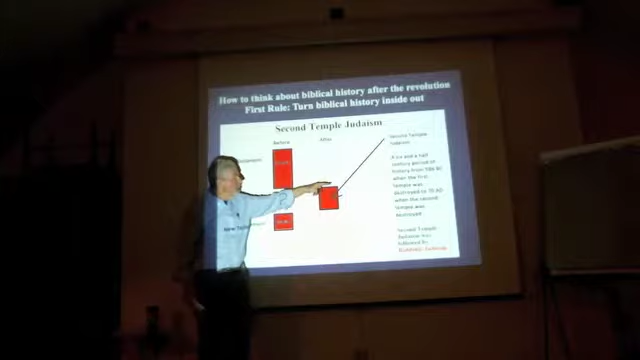 How to think about biblical history after the revolution
First Rule: Turn biblical history inside out
Second Temple Judaism
Before
After
Second Temple
Judaism
A six and a half
century period of
history from 586 BC
when the first
Temple was
destroyed to 70 AD
when the second
Temple was
destroyed
Second Temple
Judaism was
followed by